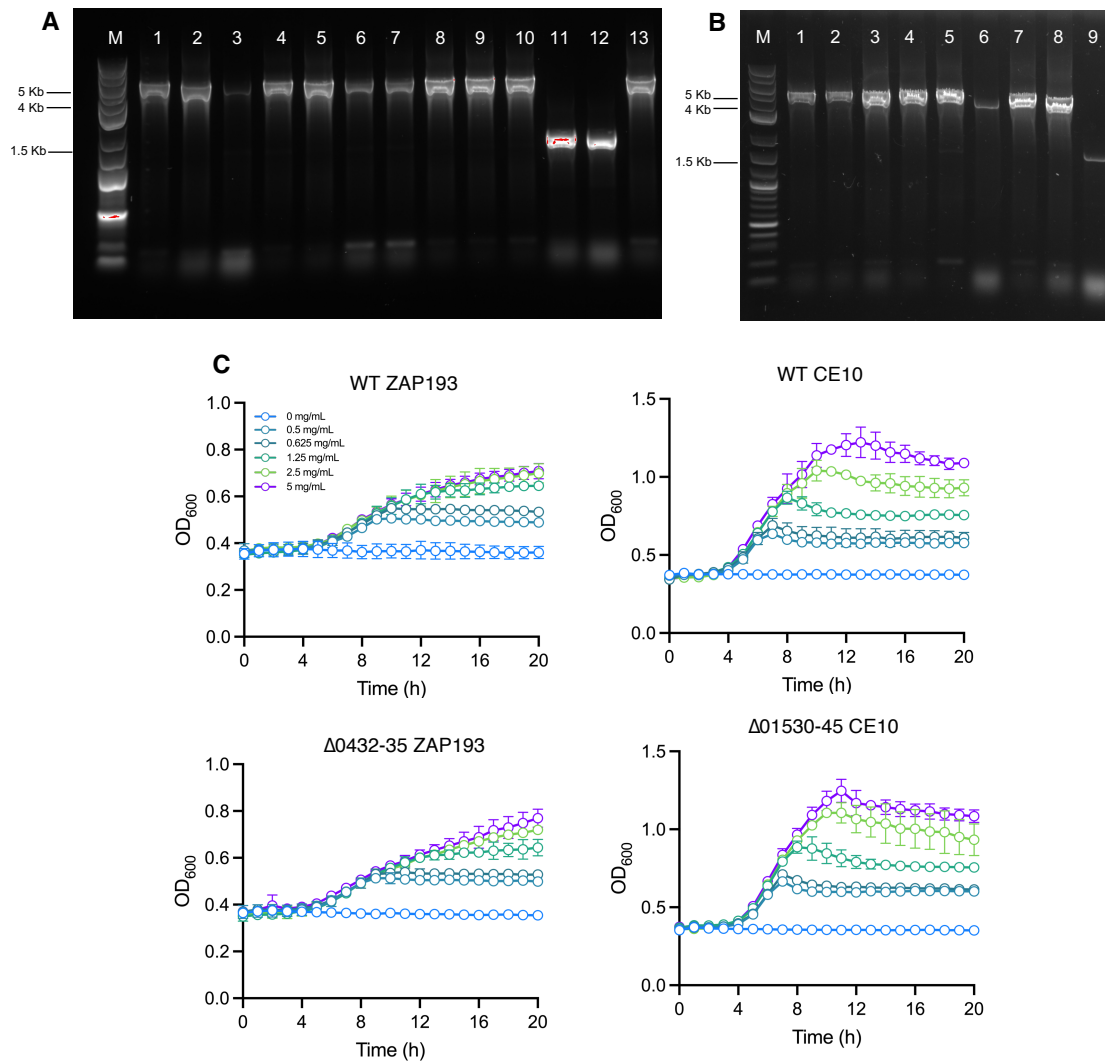 A
M 1 2 3 4 5 6 7 8 9 10 11 12 13
5 Kb
4 Kb
1.5 Kb
B
M 1 2 3 4 5 6 7 8 9
5 Kb
4 Kb
1.5 Kb
C
WT ZAP193
1.0
0.8
0.6
0.4
0.2
0.0
OD600
0 mg/mL
0.5 mg/mL
0.625 mg/mL
1.25 mg/mL
2.5 mg/mL
5 mg/mL
0 4 8 12 16 20
Time (h)
WT CE10
1.5
1.0
0.5
0.0
OD600
0 4 8 12 16 20
Time (h)
Δ0432-35 ZAP193
1.0
0.8
0.6
0.4
0.2
0.0
OD600
0 4 8 12 16 20
Time (h)
Δ01530-45 CE10
1.5
1.0
0.5
0.0
OD600
0 4 8 12 16 20
Time (h)